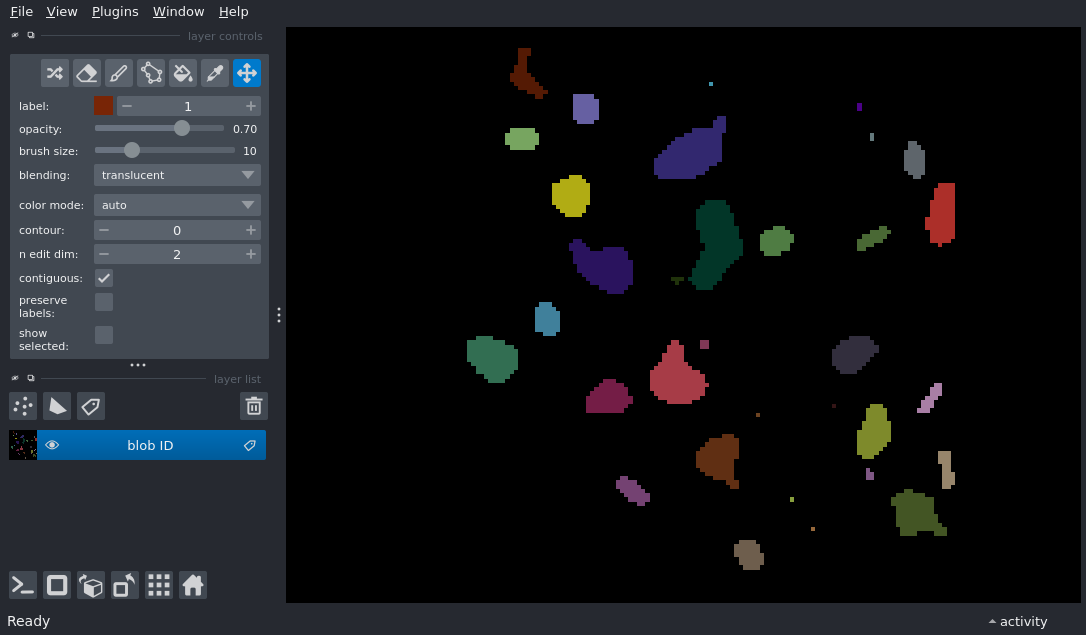 File View Plugins Window Help
layer controls
label: 1
opacity: 0.70
brush size: 10
blending: translucent
color mode: auto
contour: 0
n edit dim: 2
contiguous:
preserve
labels:
show
selected:
layer list
blob ID
Ready
activity